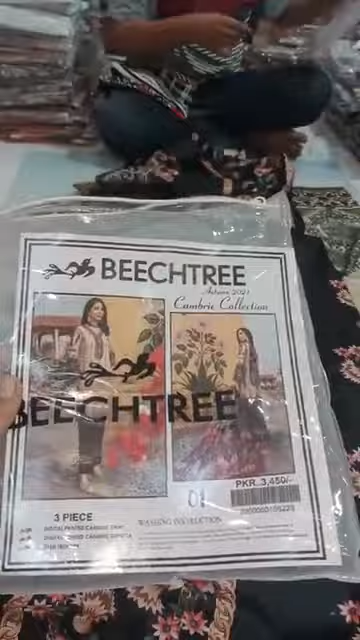 BEECHTREE
Autumn 2021
Cambric Collection
BEECHTREE
PKR. 3,450/-
01
3 PIECE
WASHING INSTRUCTION